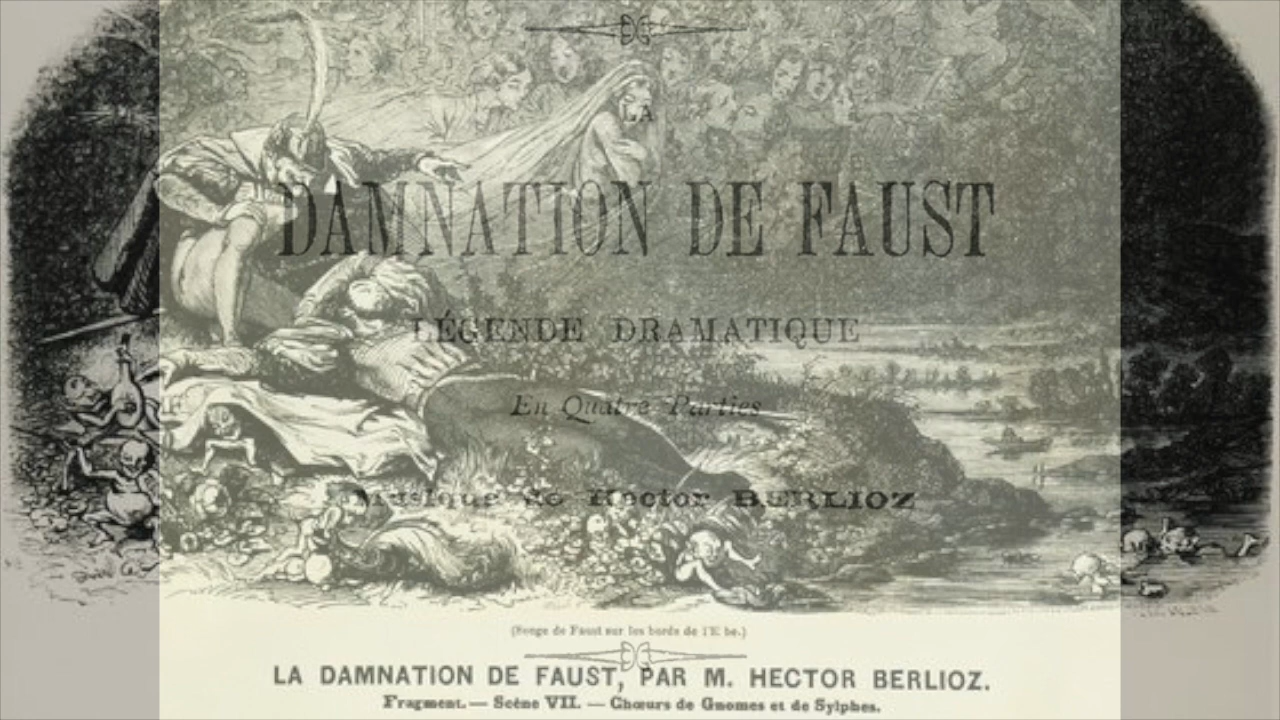 LA
DAMNATION DE FAUST
LÉGENDE DRAMATIQUE
En Quatre Parties
Musique de Hector BERLIOZ
(Songe de Faust sur les bords de l'E be.)
LA DAMNATION DE FAUST, PAR M. HECTOR BERLIOZ.
Fragment. — Scène VII. — Chœurs de Gnomes et de Sylphes.